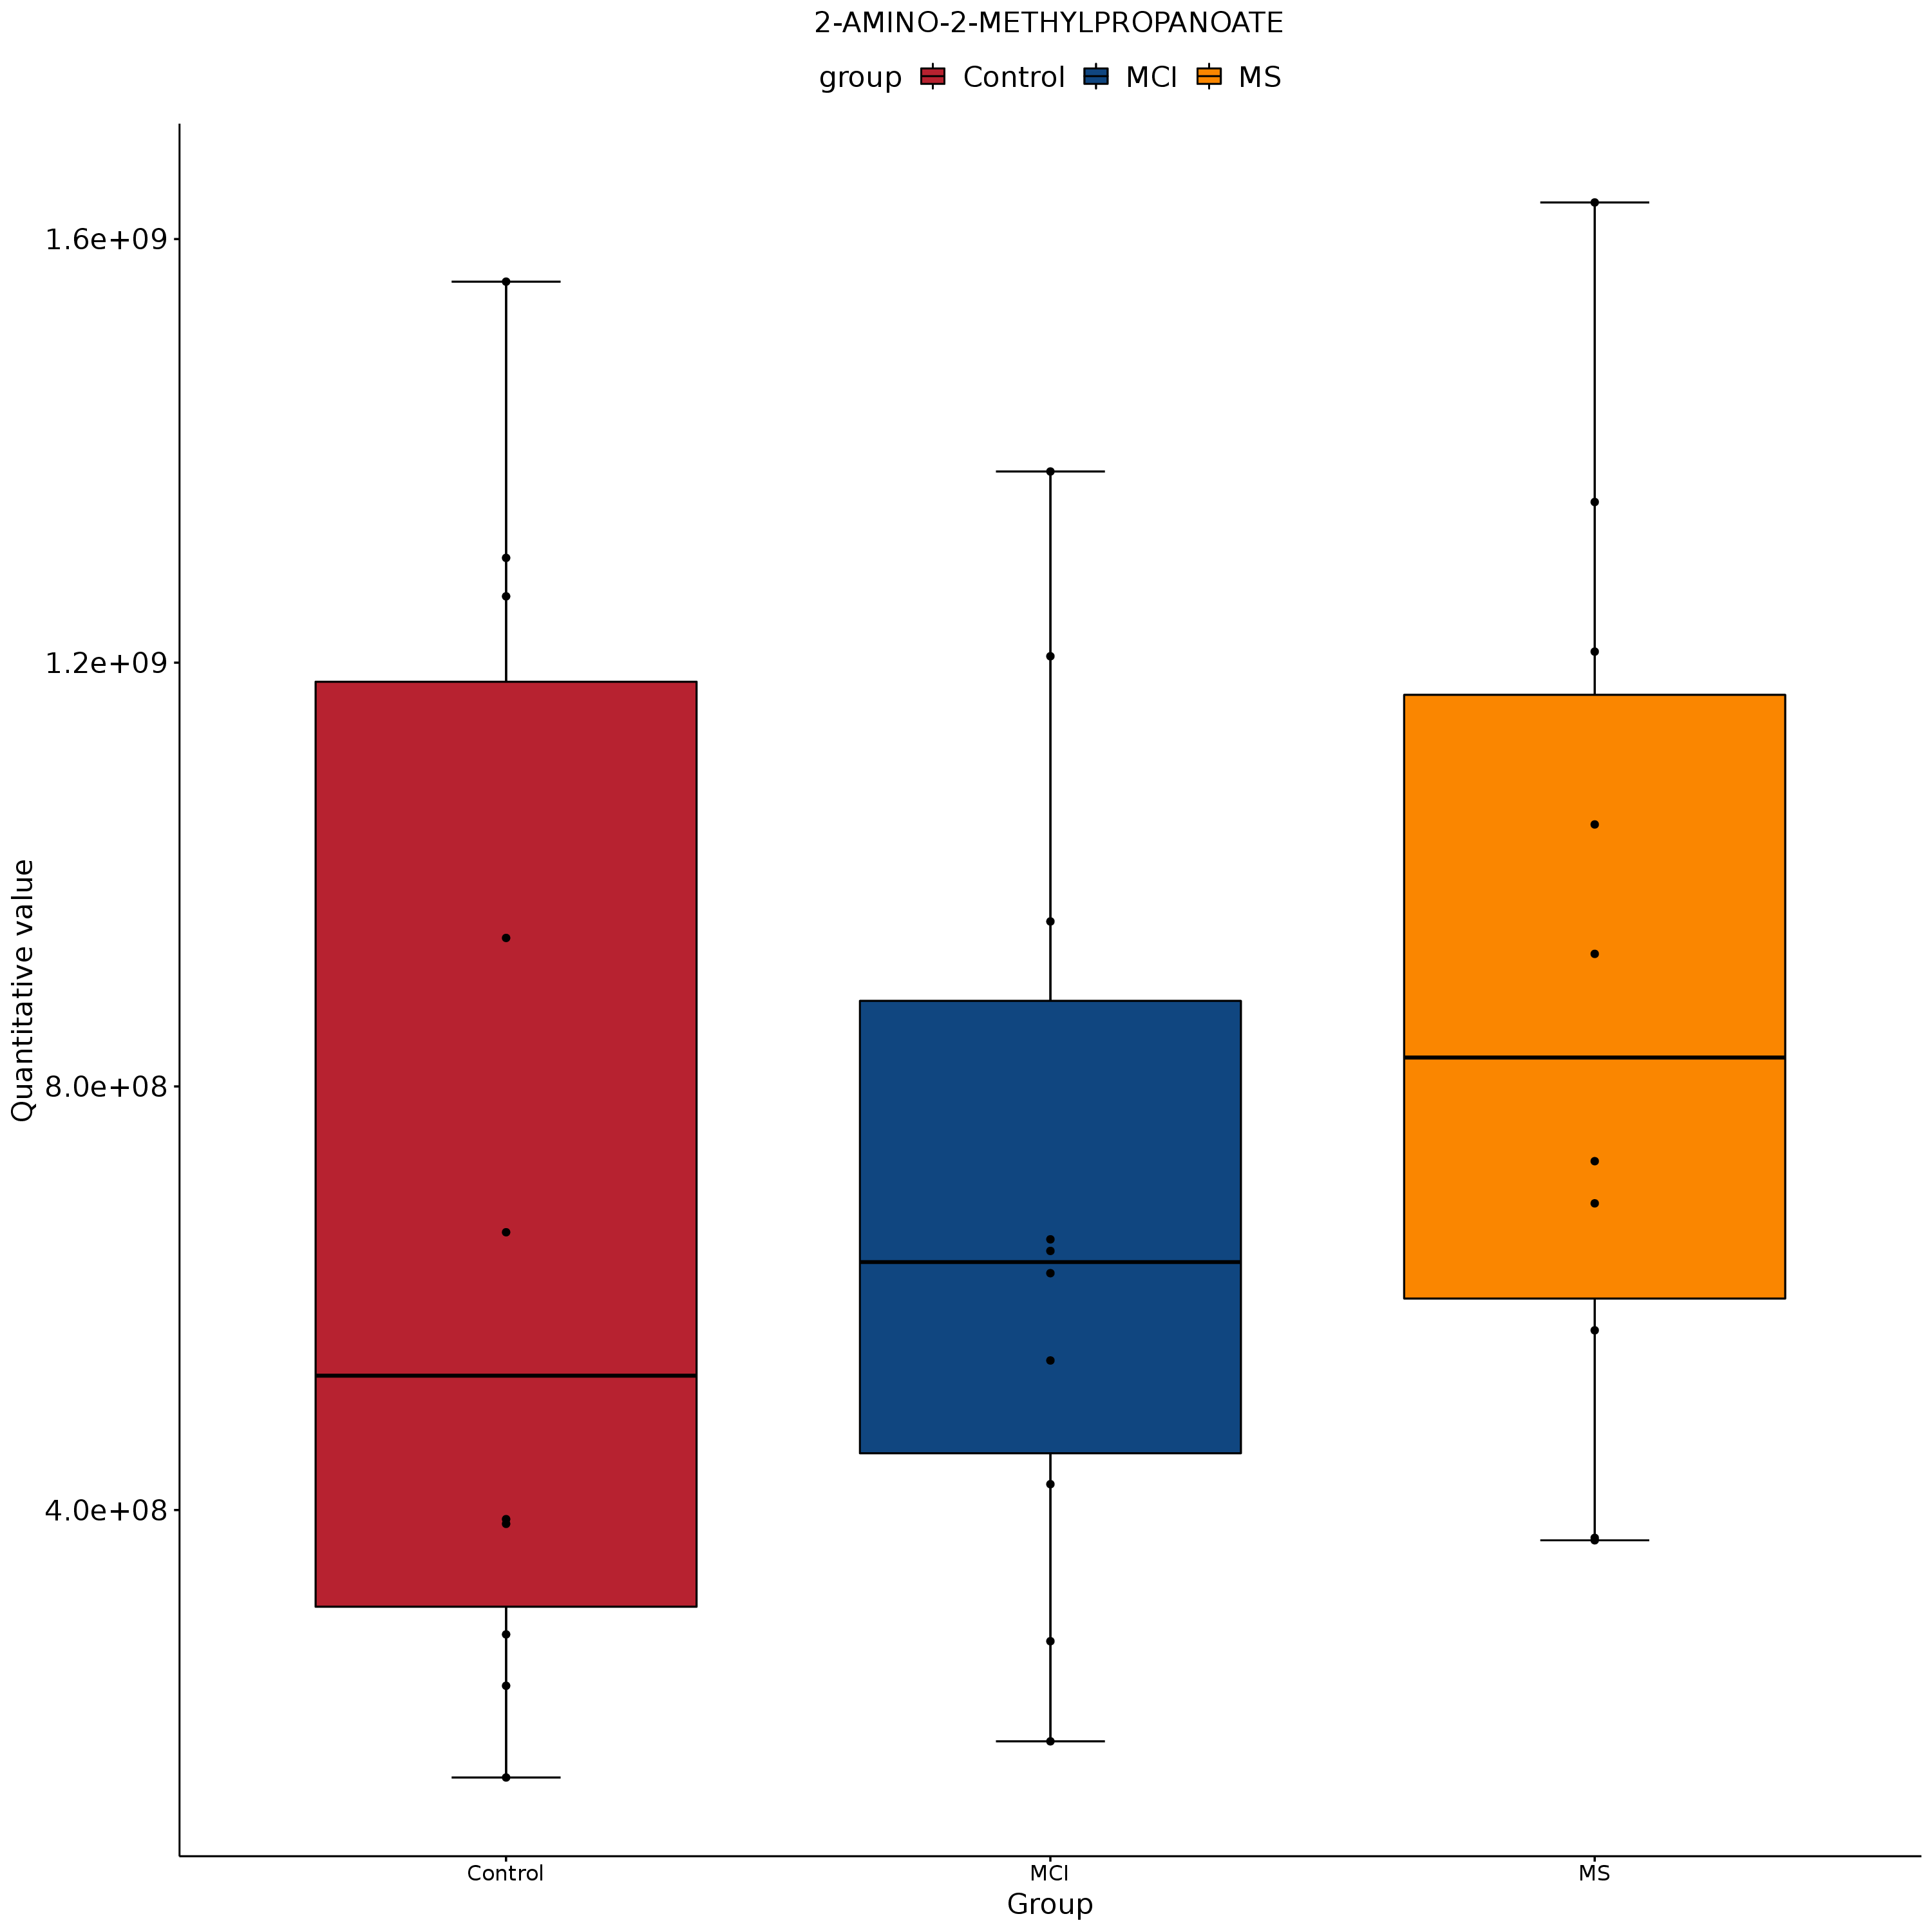 2-AMINO-2-METHYLPROPANOATE
group Control MCI MS
Quantitative value
1.6e+09
1.2e+09
8.0e+08
4.0e+08
Control MCI MS
Group